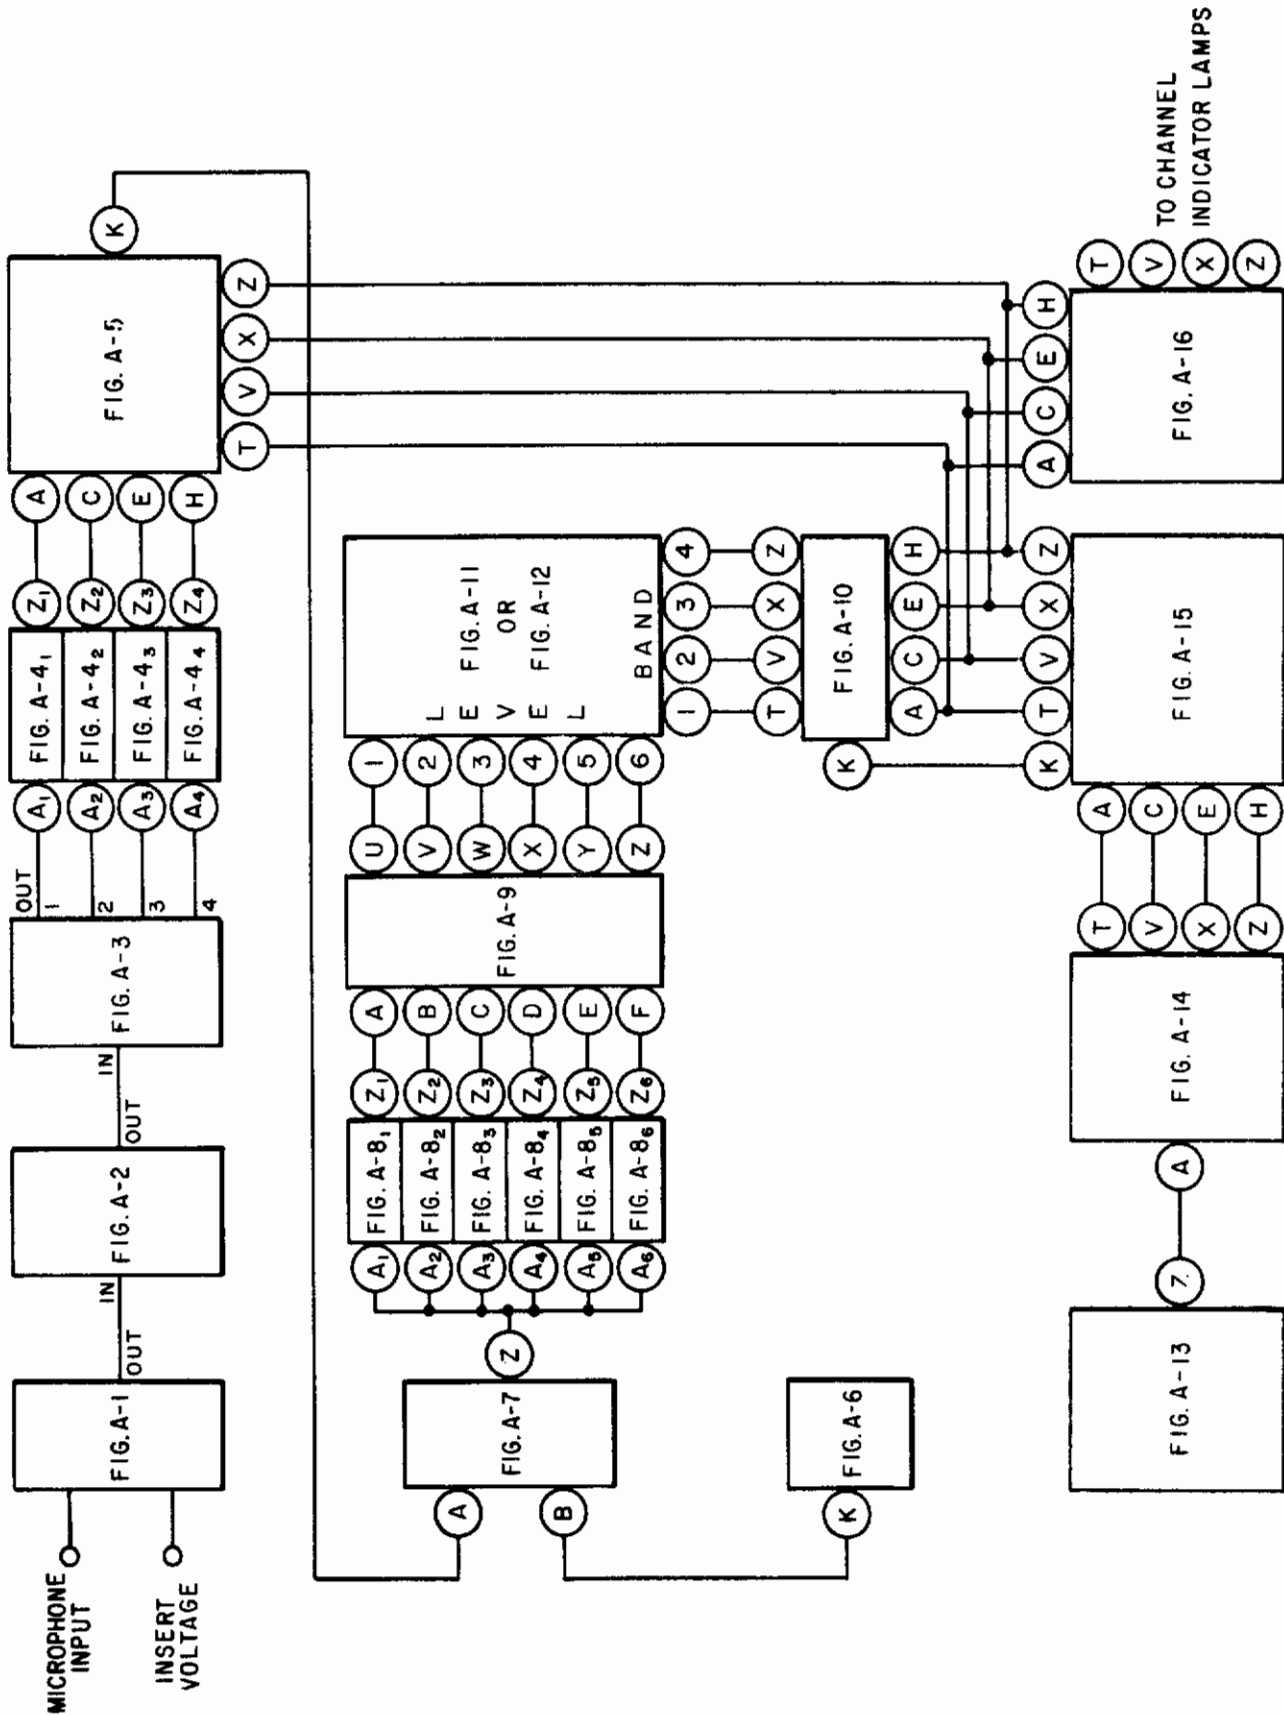 MICROPHONE
INPUT
INSERT
VOLTAGE
FIG. A-1
OUT
IN
FIG. A-2
OUT
IN
FIG. A-3
OUT
1
2
3
4
A1
A2
A3
A4
FIG. A-41
FIG. A-42
FIG. A-43
FIG. A-44
Z1
Z2
Z3
Z4
A
C
E
H
FIG. A-5
K
T
V
X
Z
A
B
FIG. A-7
Z
A1
A2
A3
A4
A5
A6
FIG. A-81
FIG. A-82
FIG. A-83
FIG. A-84
FIG. A-85
FIG. A-86
Z1
Z2
Z3
Z4
Z5
Z6
A
B
C
D
E
F
FIG. A-9
U
V
W
X
Y
Z
1
2
3
4
5
6
L
E FIG. A-11
V OR
E FIG. A-12
L
BAND
1
2
3
4
K
FIG. A-6
T
V
X
Z
K
FIG. A-10
A
C
E
H
FIG. A-13
Z
A
FIG. A-14
T
V
X
Z
A
C
E
H
K
T
V
X
Z
FIG. A-15
A
C
E
H
FIG. A-16
T
V
X
Z
TO CHANNEL
INDICATOR LAMPS